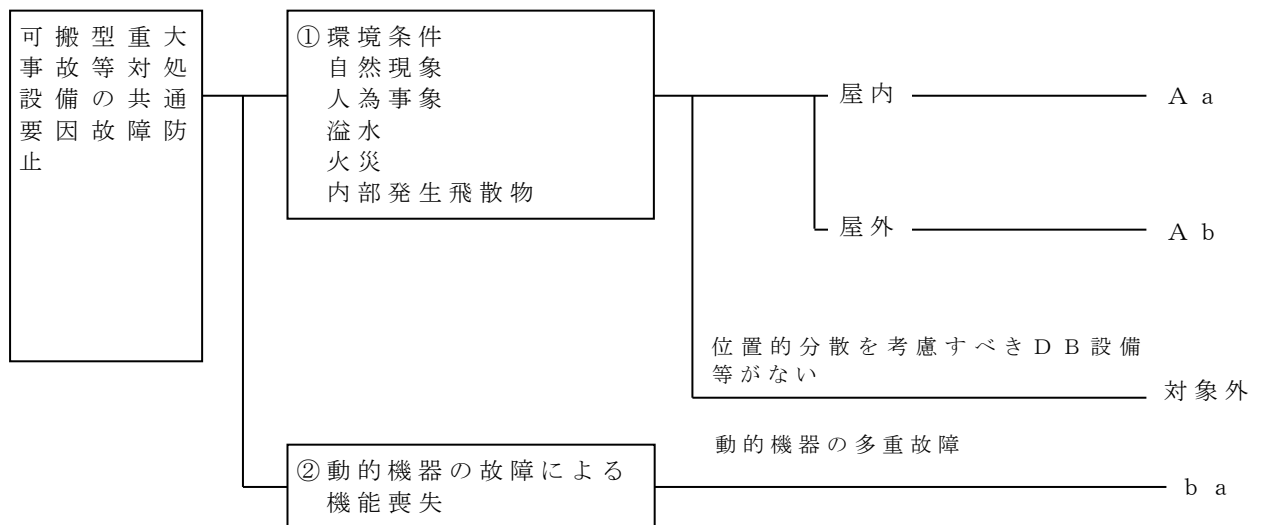 可搬型重大
事故等対処
設備の共通
要因故障防
止
①環境条件
自然現象
人為事象
溢水
火災
内部発生飛散物
屋内
Aa
屋外
Ab
位置的分散を考慮すべきDB設備
等がない
対象外
②動的機器の故障による
機能喪失
動的機器の多重故障
ba